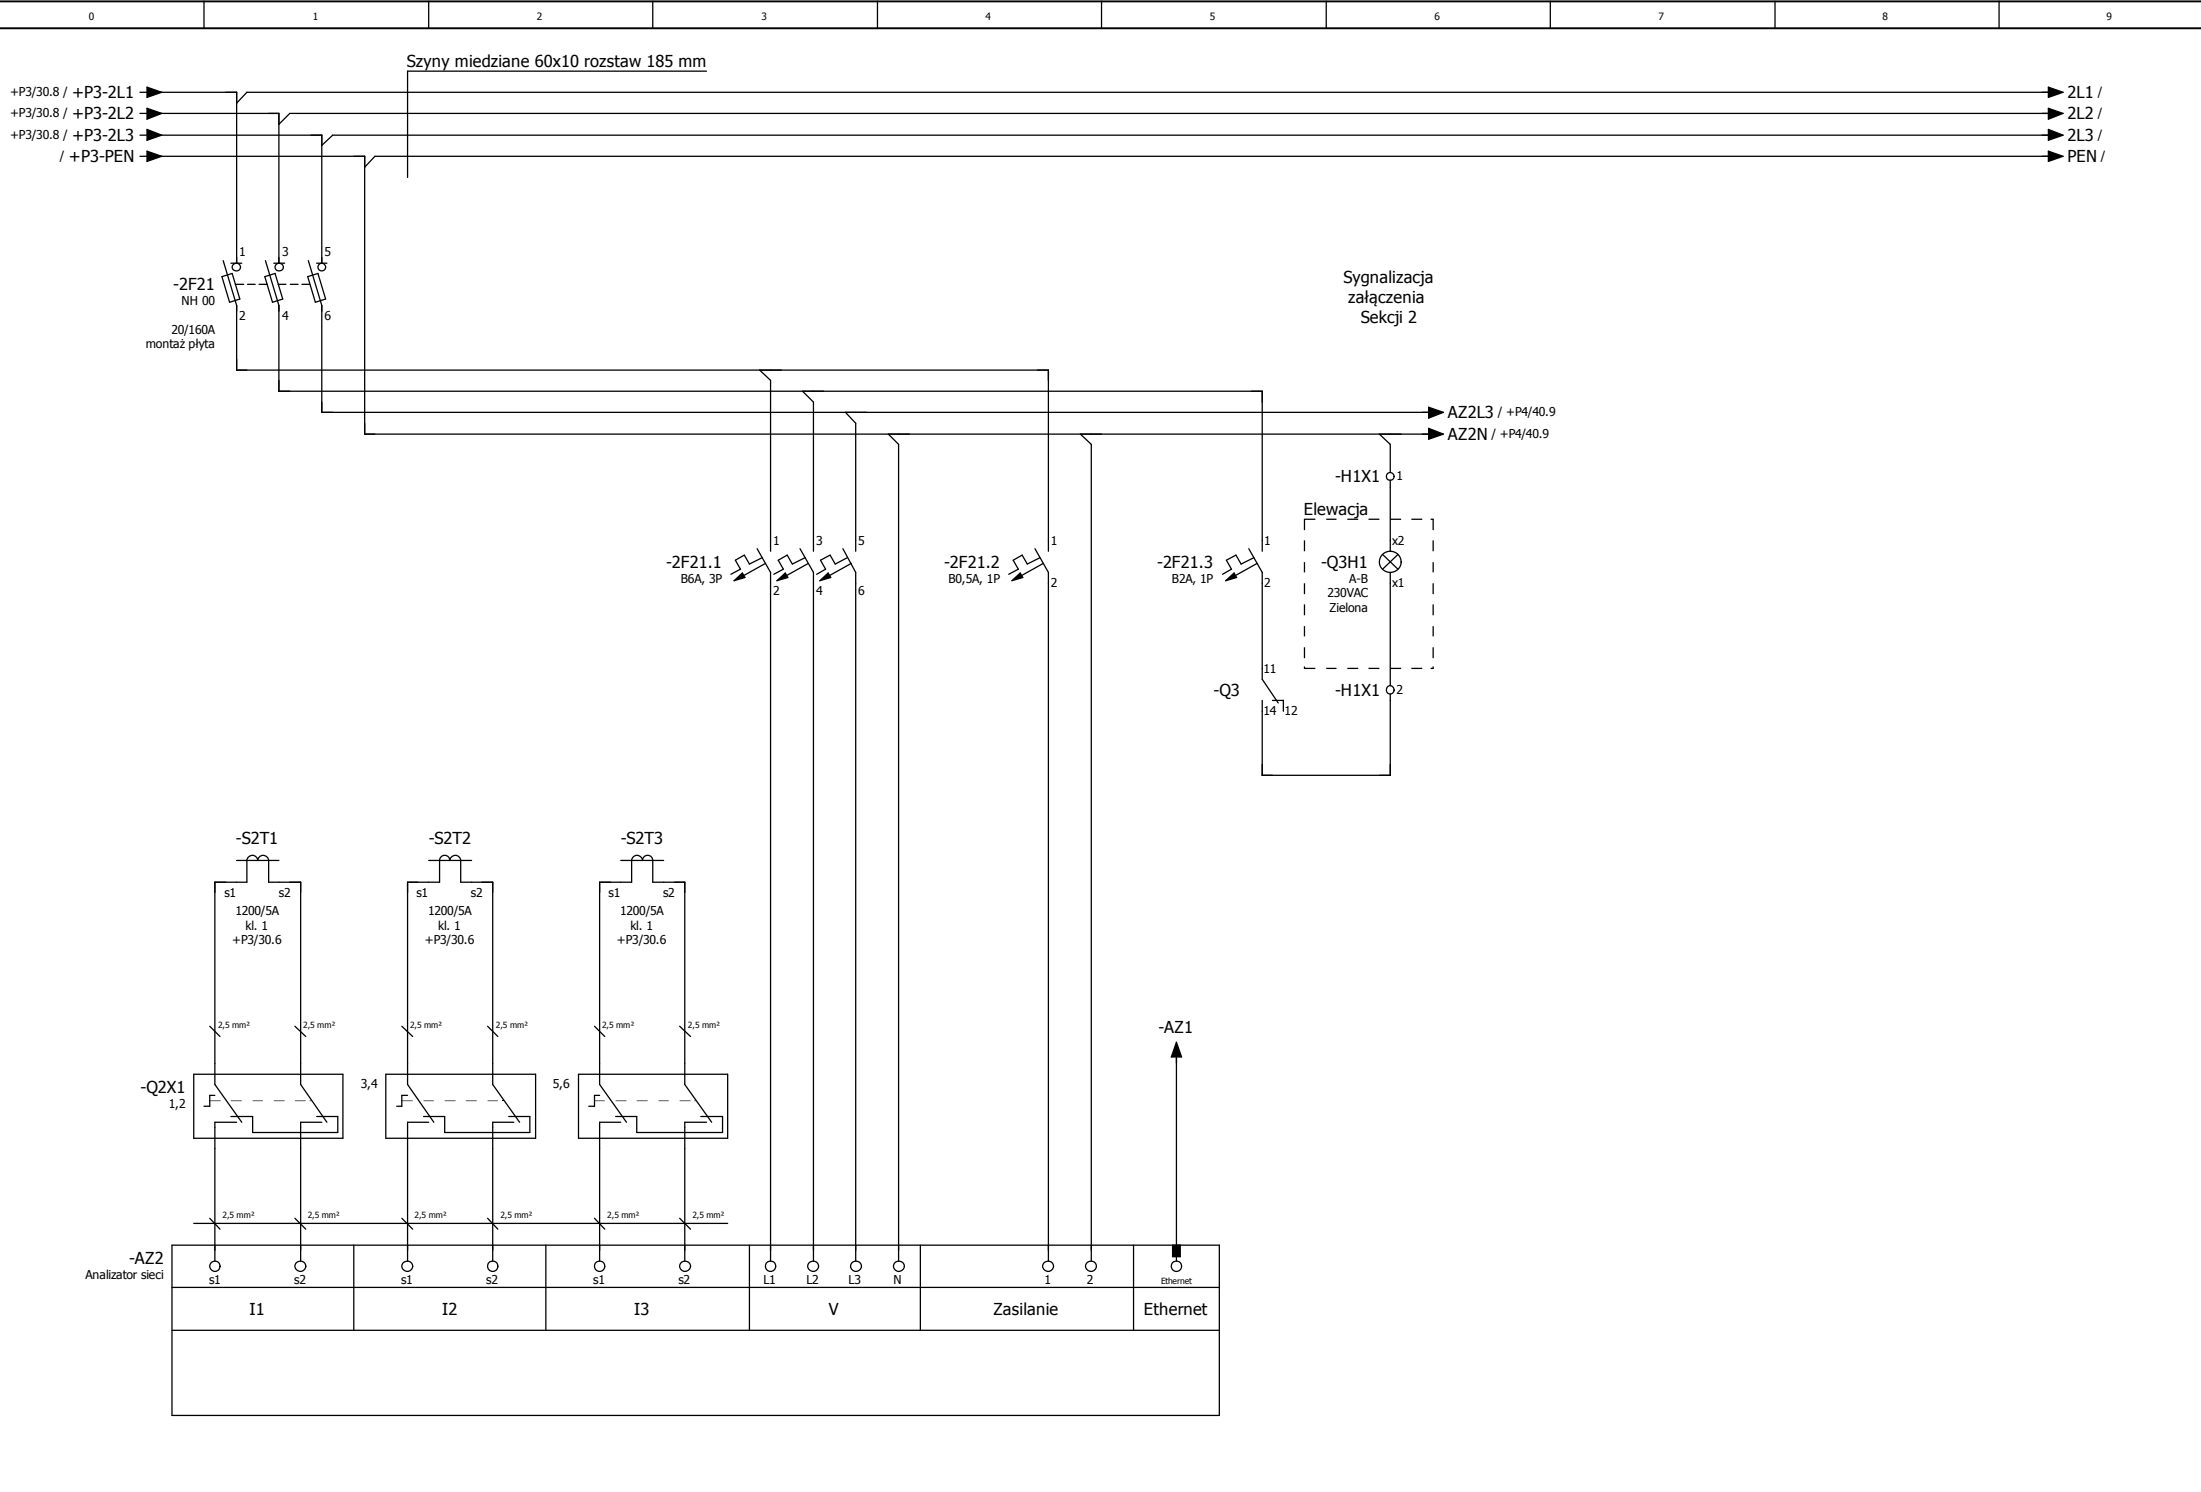 0 1 2 3 4 5 6 7 8 9
Szyny miedziane 60x10 rozstaw 185 mm
+P3/30.8 / +P3-2L1 2L1 /
+P3/30.8 / +P3-2L2 2L2 /
+P3/30.8 / +P3-2L3 2L3 /
/ +P3-PEN PEN /
1 3 5
-2F21
NH 00
2 4 6
20/160A
montaż płyta
Sygnalizacja
załączenia
Sekcji 2
AZ2L3 / +P4/40.9
AZ2N / +P4/40.9
-H1X1 1
Elewacja
1 3 5
-2F21.1
B6A, 3P
2 4 6
1
-2F21.2
B0,5A, 1P
2
1
-2F21.3
B2A, 1P
2
x2
-Q3H1
A-B
230VAC
Zielona
x1
11
-Q3
14 12
-H1X1 2
-S2T1 -S2T2 -S2T3
s1 s2 s1 s2 s1 s2
1200/5A 1200/5A 1200/5A
kl. 1 kl. 1 kl. 1
+P3/30.6 +P3/30.6 +P3/30.6
2,5 mm² 2,5 mm² 2,5 mm² 2,5 mm² 2,5 mm² 2,5 mm²
-AZ1
-Q2X1
1,2
3,4
5,6
2,5 mm² 2,5 mm² 2,5 mm² 2,5 mm² 2,5 mm² 2,5 mm²
-AZ2
Analizator sieci
s1 s2 s1 s2 s1 s2 L1 L2 L3 N 1 2 Ethernet
I1 I2 I3 V Zasilanie Ethernet